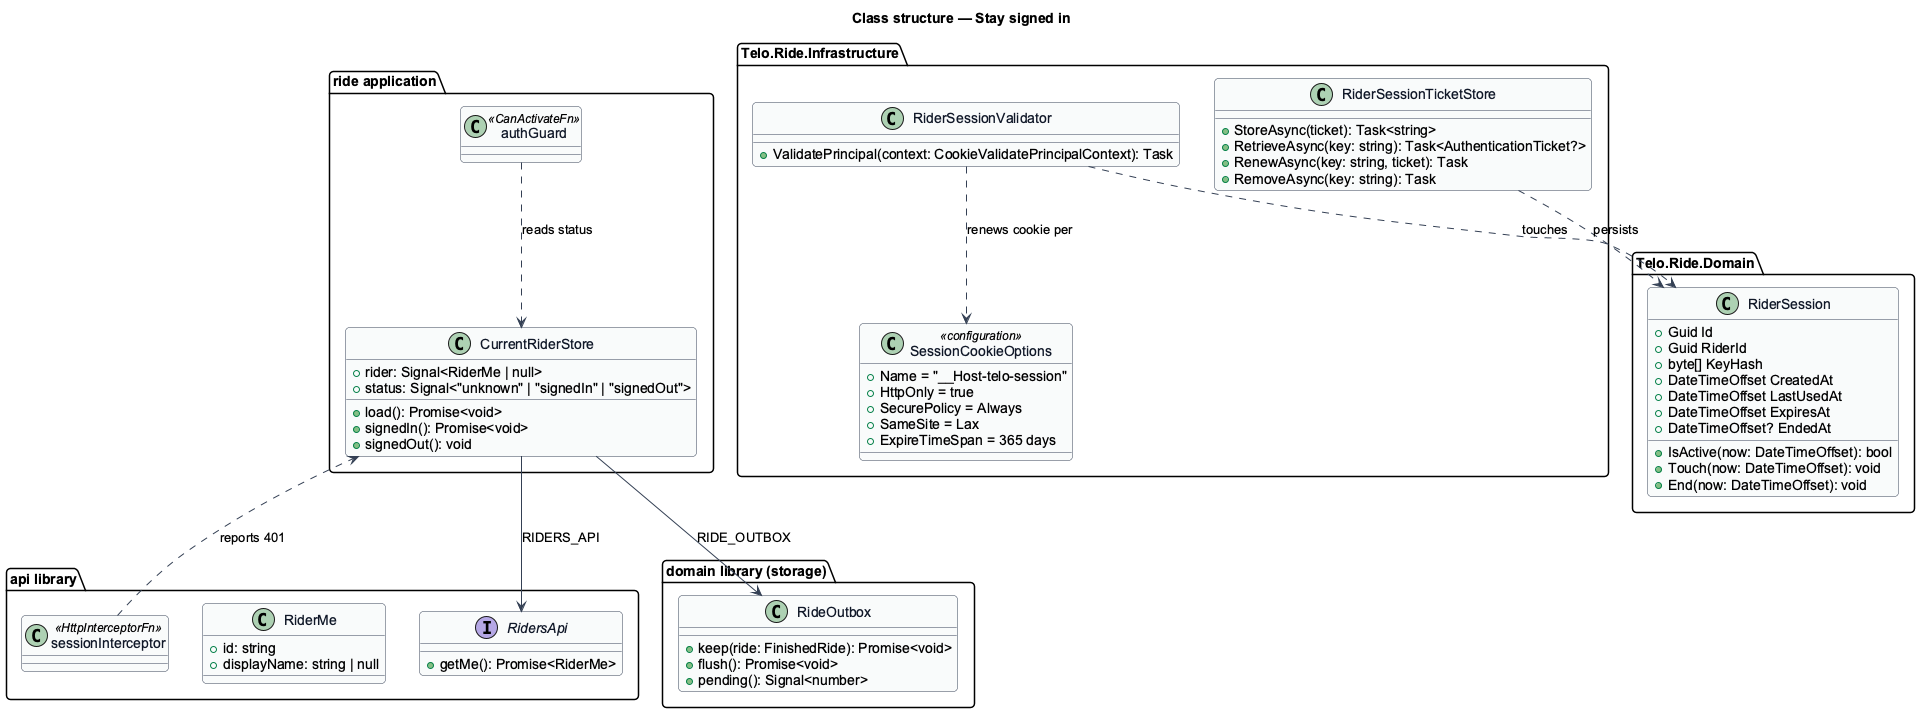 Class structure — Stay signed in
ride application
C
«CanActivateFn»
authGuard
reads status
C
CurrentRiderStore
rider: Signal<RiderMe | null>
status: Signal<"unknown" | "signedIn" | "signedOut">
load(): Promise<void>
signedIn(): Promise<void>
signedOut(): void
Telo.Ride.Infrastructure
C
RiderSessionValidator
ValidatePrincipal(context: CookieValidatePrincipalContext): Task
C
RiderSessionTicketStore
StoreAsync(ticket): Task<string>
RetrieveAsync(key: string): Task<AuthenticationTicket?>
RenewAsync(key: string, ticket): Task
RemoveAsync(key: string): Task
renews cookie per
touches
persists
C
«configuration»
SessionCookieOptions
Name = "__Host-telo-session"
HttpOnly = true
SecurePolicy = Always
SameSite = Lax
ExpireTimeSpan = 365 days
Telo.Ride.Domain
C
RiderSession
Guid Id
Guid RiderId
byte[] KeyHash
DateTimeOffset CreatedAt
DateTimeOffset LastUsedAt
DateTimeOffset ExpiresAt
DateTimeOffset? EndedAt
IsActive(now: DateTimeOffset): bool
Touch(now: DateTimeOffset): void
End(now: DateTimeOffset): void
reports 401
RIDERS_API
RIDE_OUTBOX
api library
C
«HttpInterceptorFn»
sessionInterceptor
C
RiderMe
id: string
displayName: string | null
I
RidersApi
getMe(): Promise<RiderMe>
domain library (storage)
C
RideOutbox
keep(ride: FinishedRide): Promise<void>
flush(): Promise<void>
pending(): Signal<number>